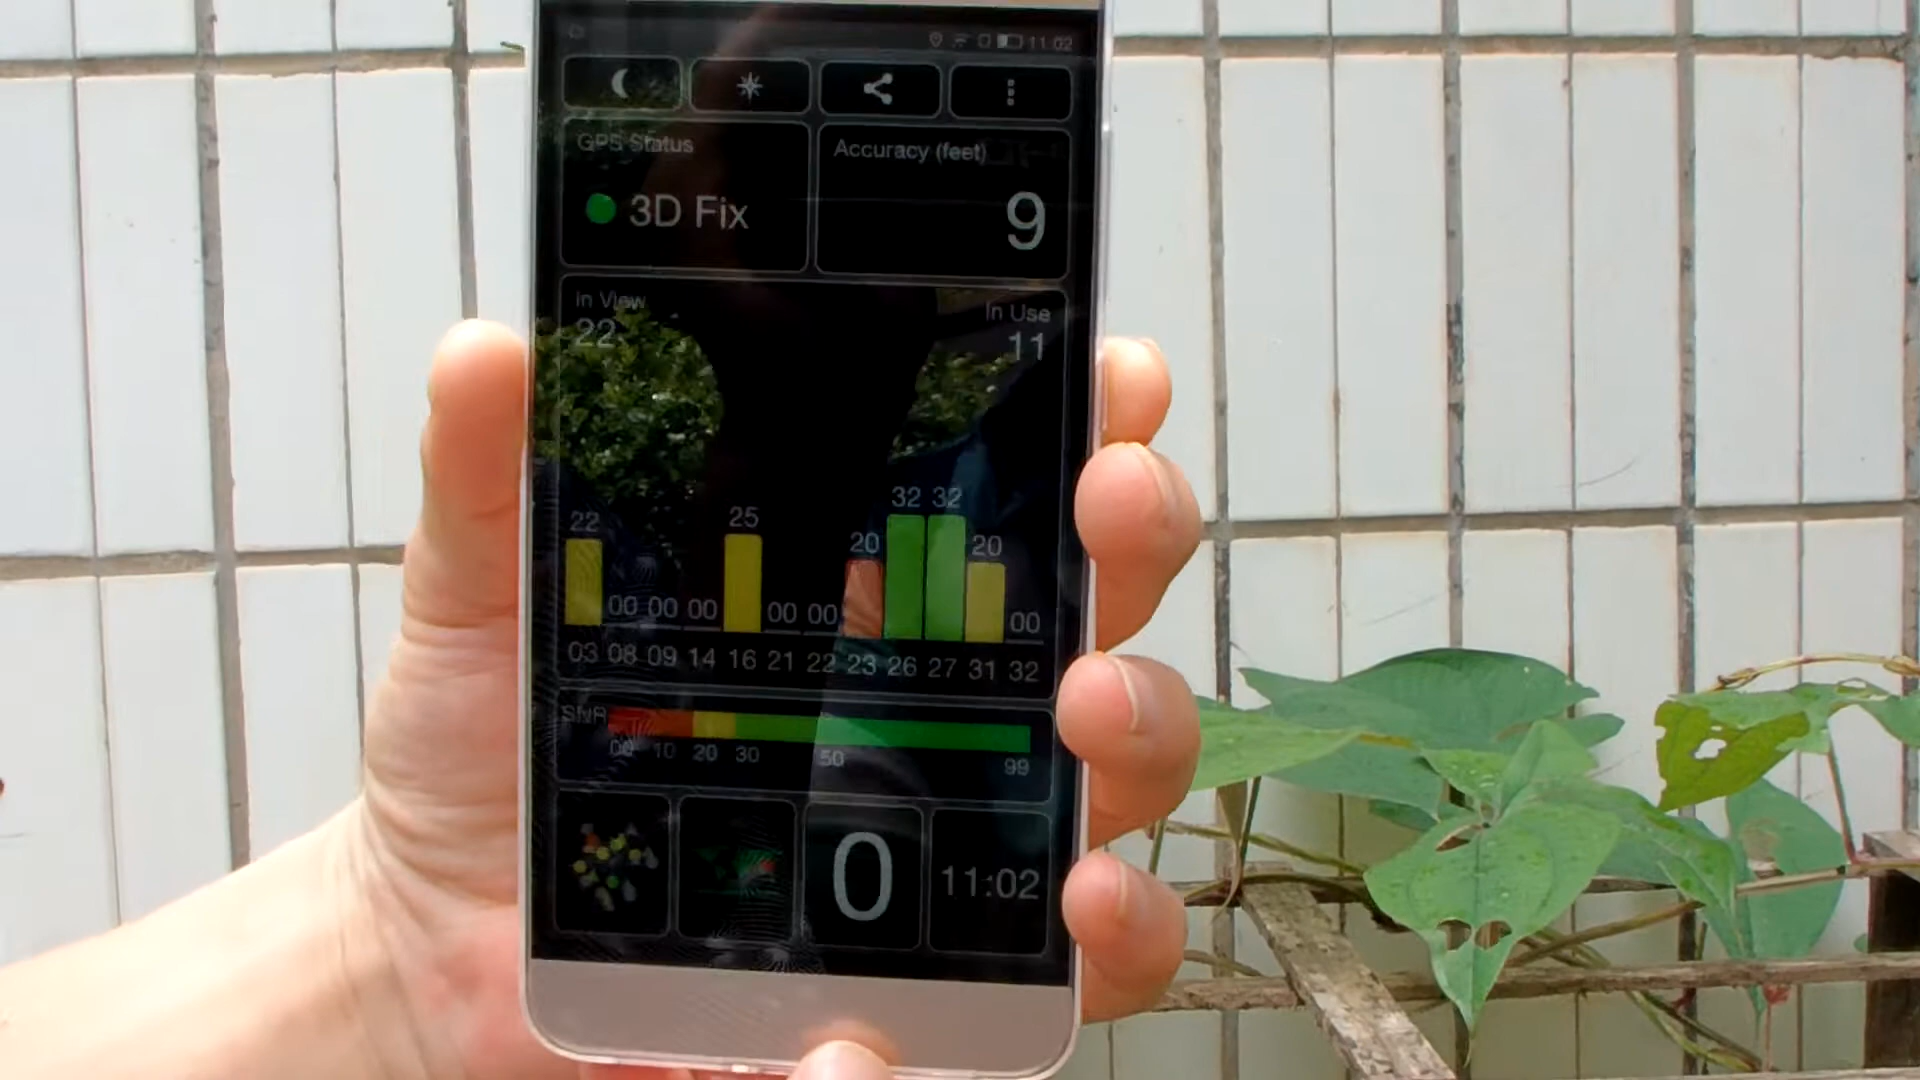 11:02
GPS Status
Accuracy (feet)
3D Fix
9
In View
In Use
22
11
22 00 00 00 25 00 00 20 32 32 20 00
03 08 09 14 16 21 22 23 26 27 31 32
SNR
00 10 20 30 50 99
0
11:02